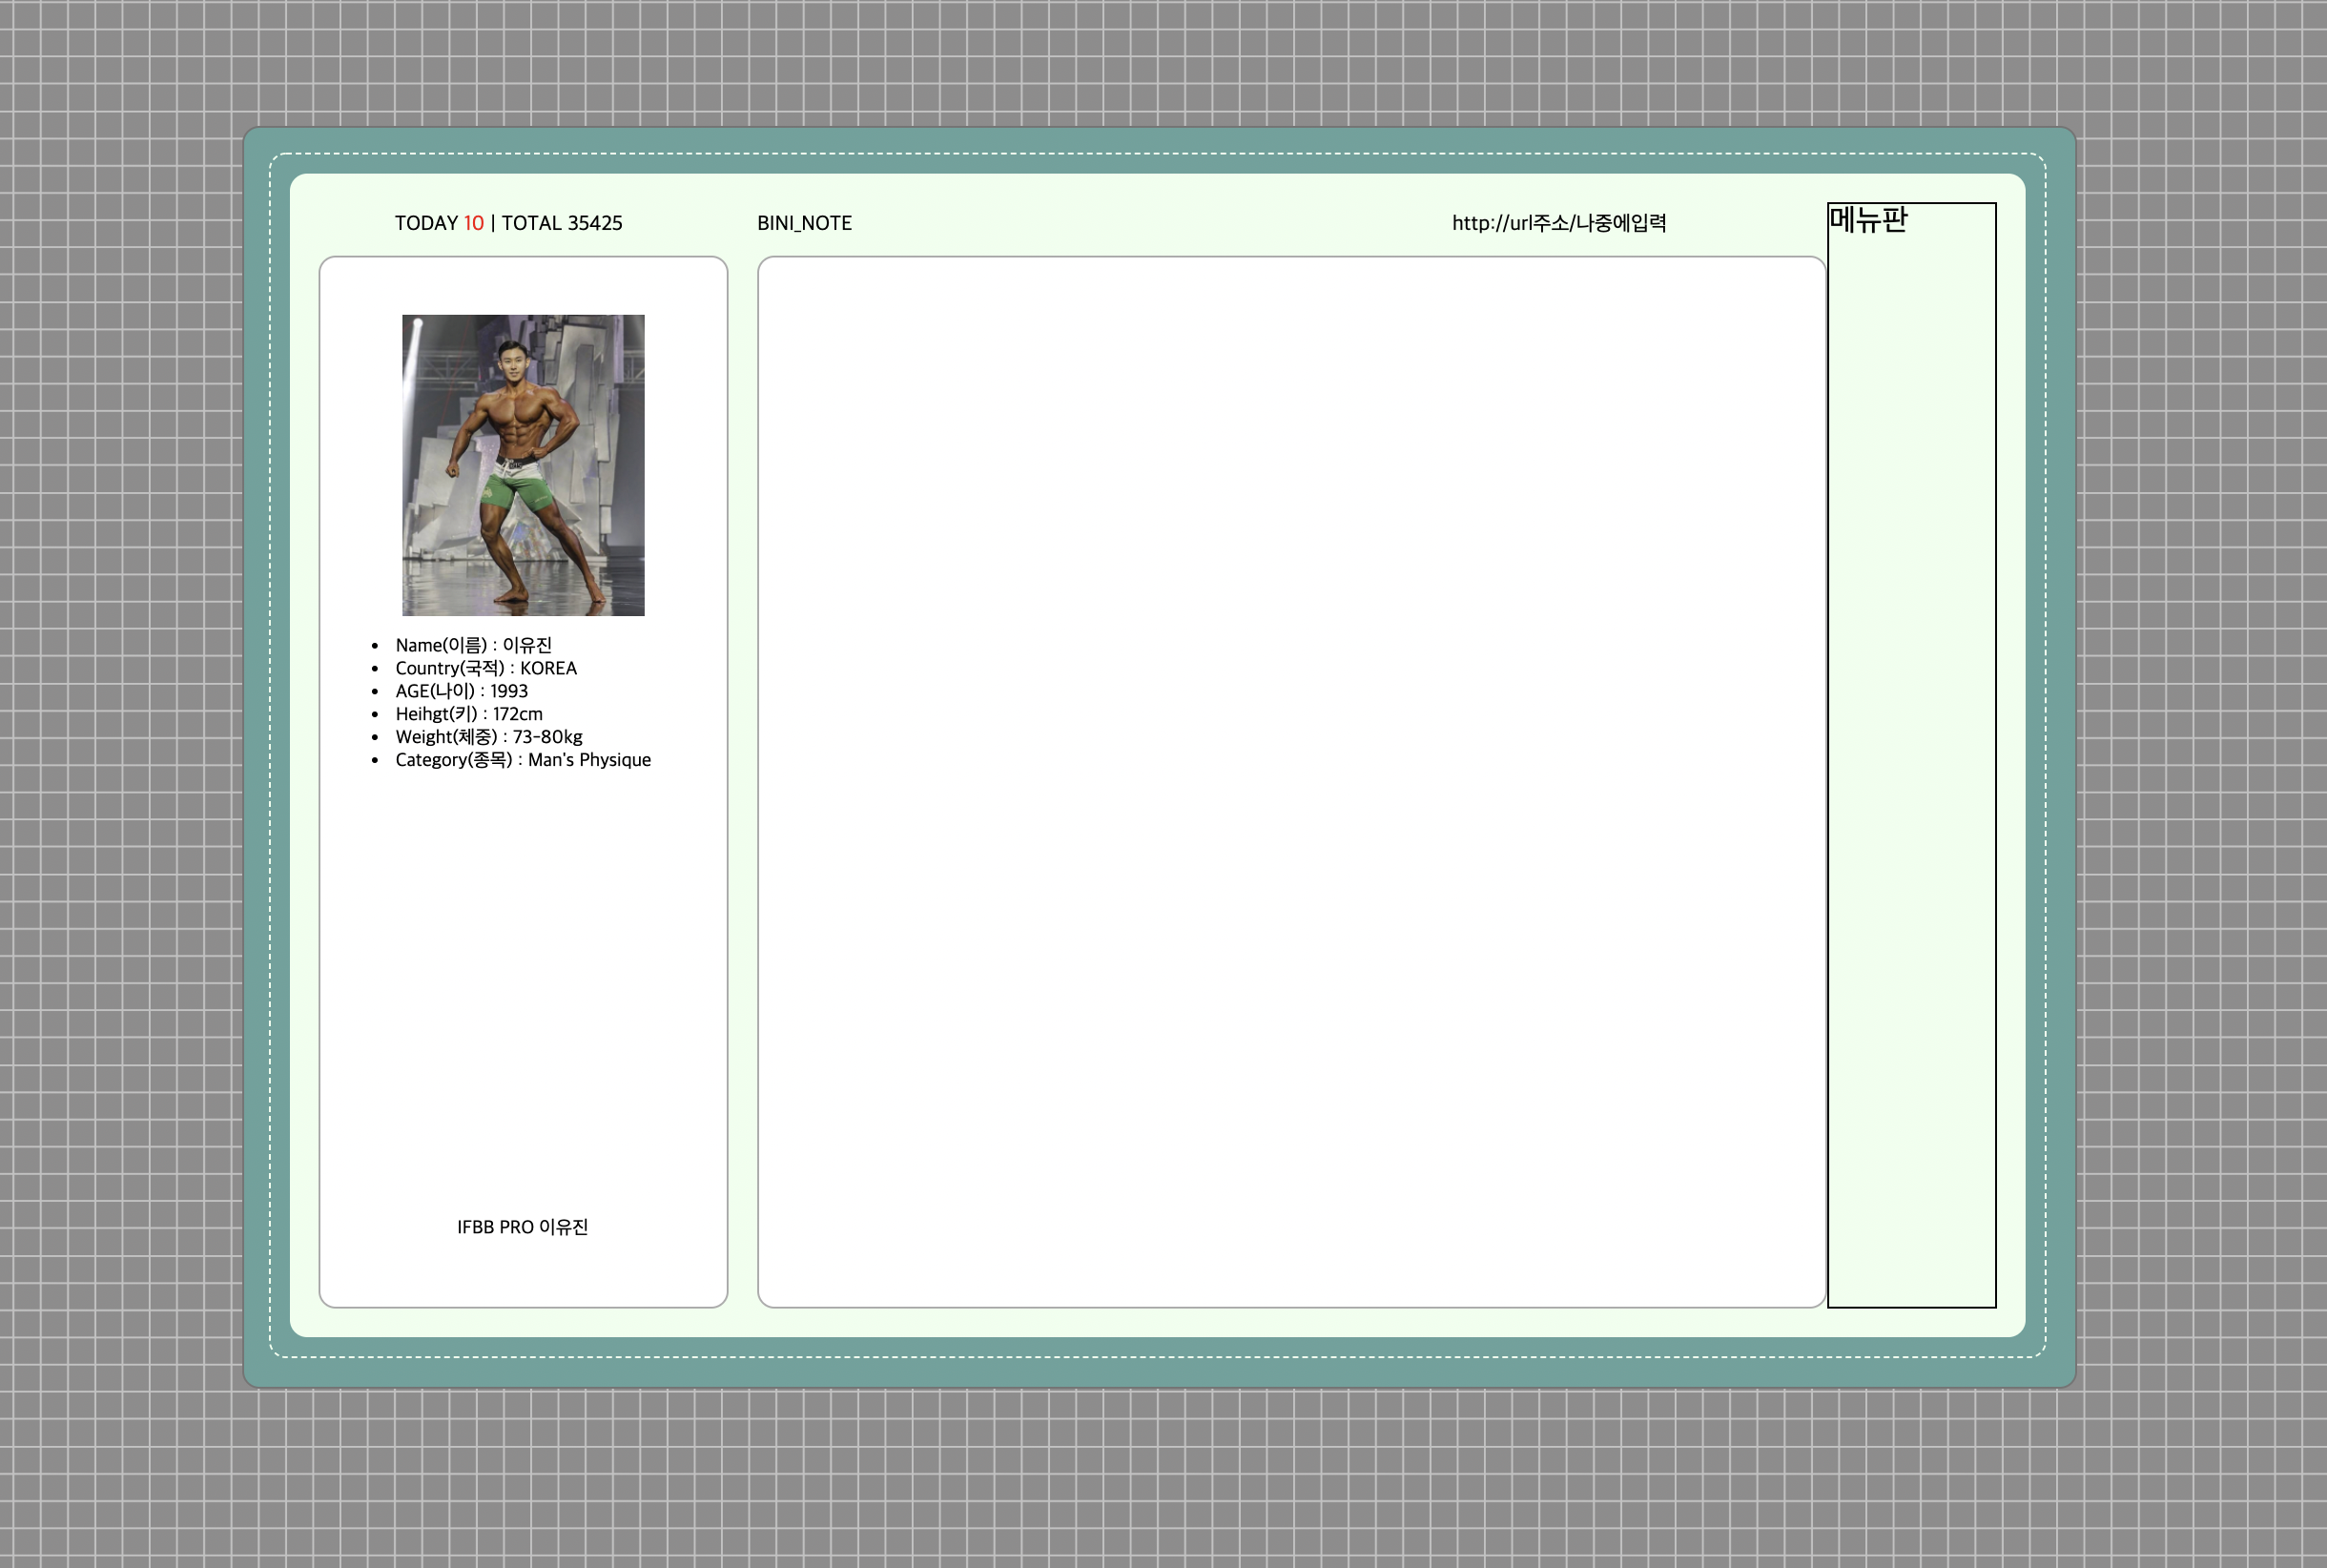 TODAY 10 | TOTAL 35425
BINI_NOTE
http://url주소/나중에입력
메뉴판
Name(이름) : 이유진
Country(국적) : KOREA
AGE(나이) : 1993
Heihgt(키) : 172cm
Weight(체중) : 73-80kg
Category(종목) : Man's Physique
IFBB PRO 이유진